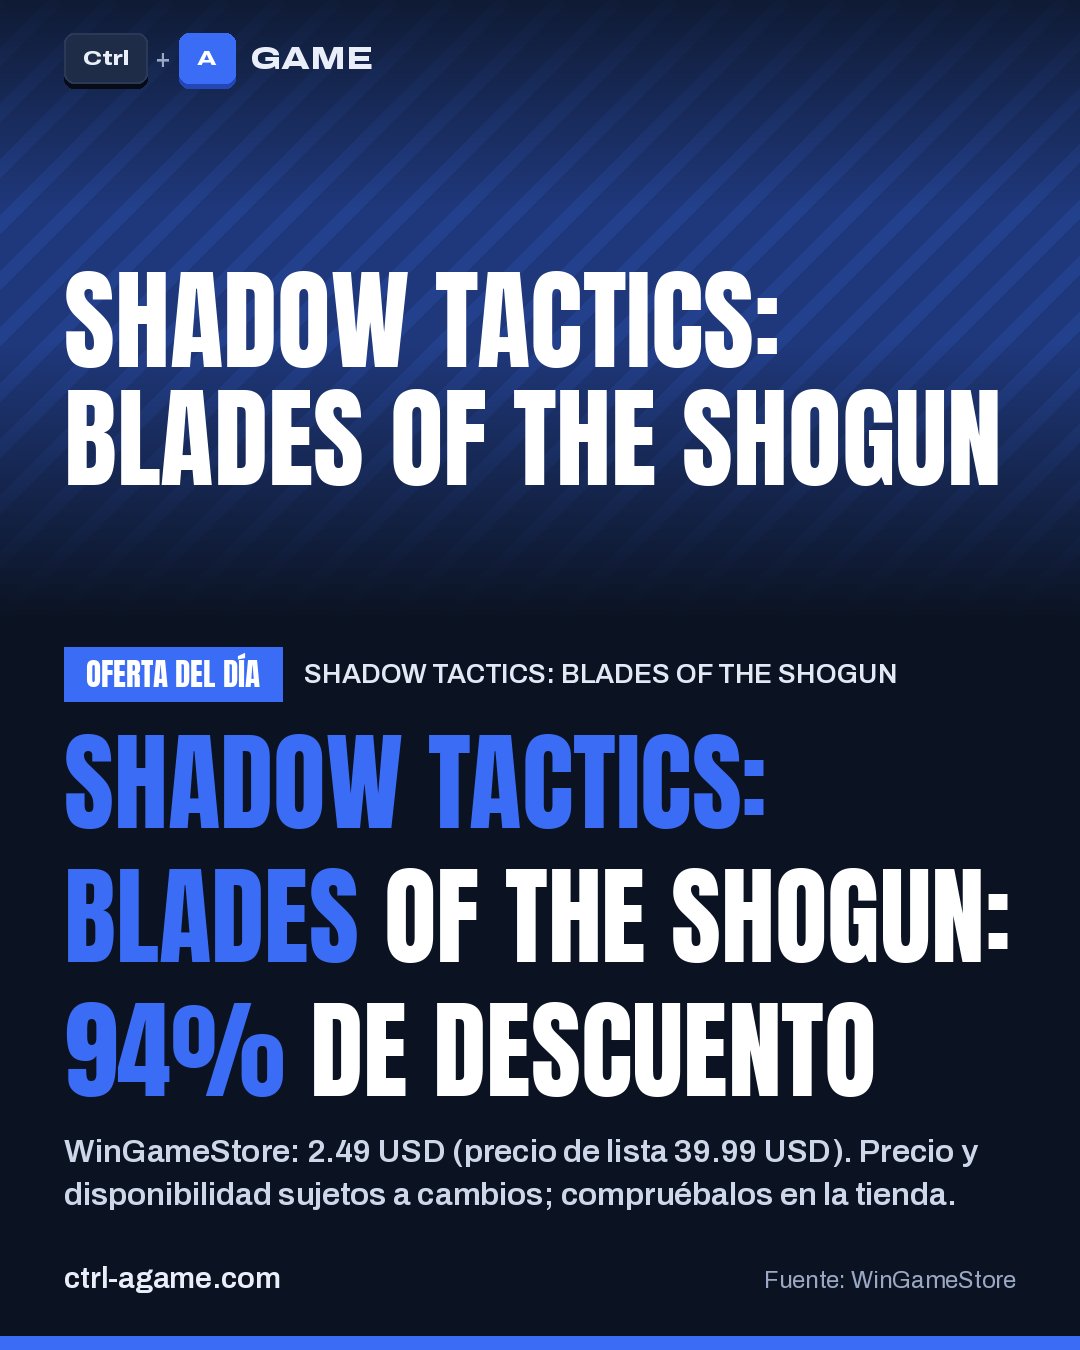 Ctrl + A GAME
SHADOW TACTICS:
BLADES OF THE SHOGUN
OFERTA DEL DÍA SHADOW TACTICS: BLADES OF THE SHOGUN
SHADOW TACTICS:
BLADES OF THE SHOGUN:
94% DE DESCUENTO
WinGameStore: 2.49 USD (precio de lista 39.99 USD). Precio y
disponibilidad sujetos a cambios; compruébalos en la tienda.
ctrl-agame.com Fuente: WinGameStore